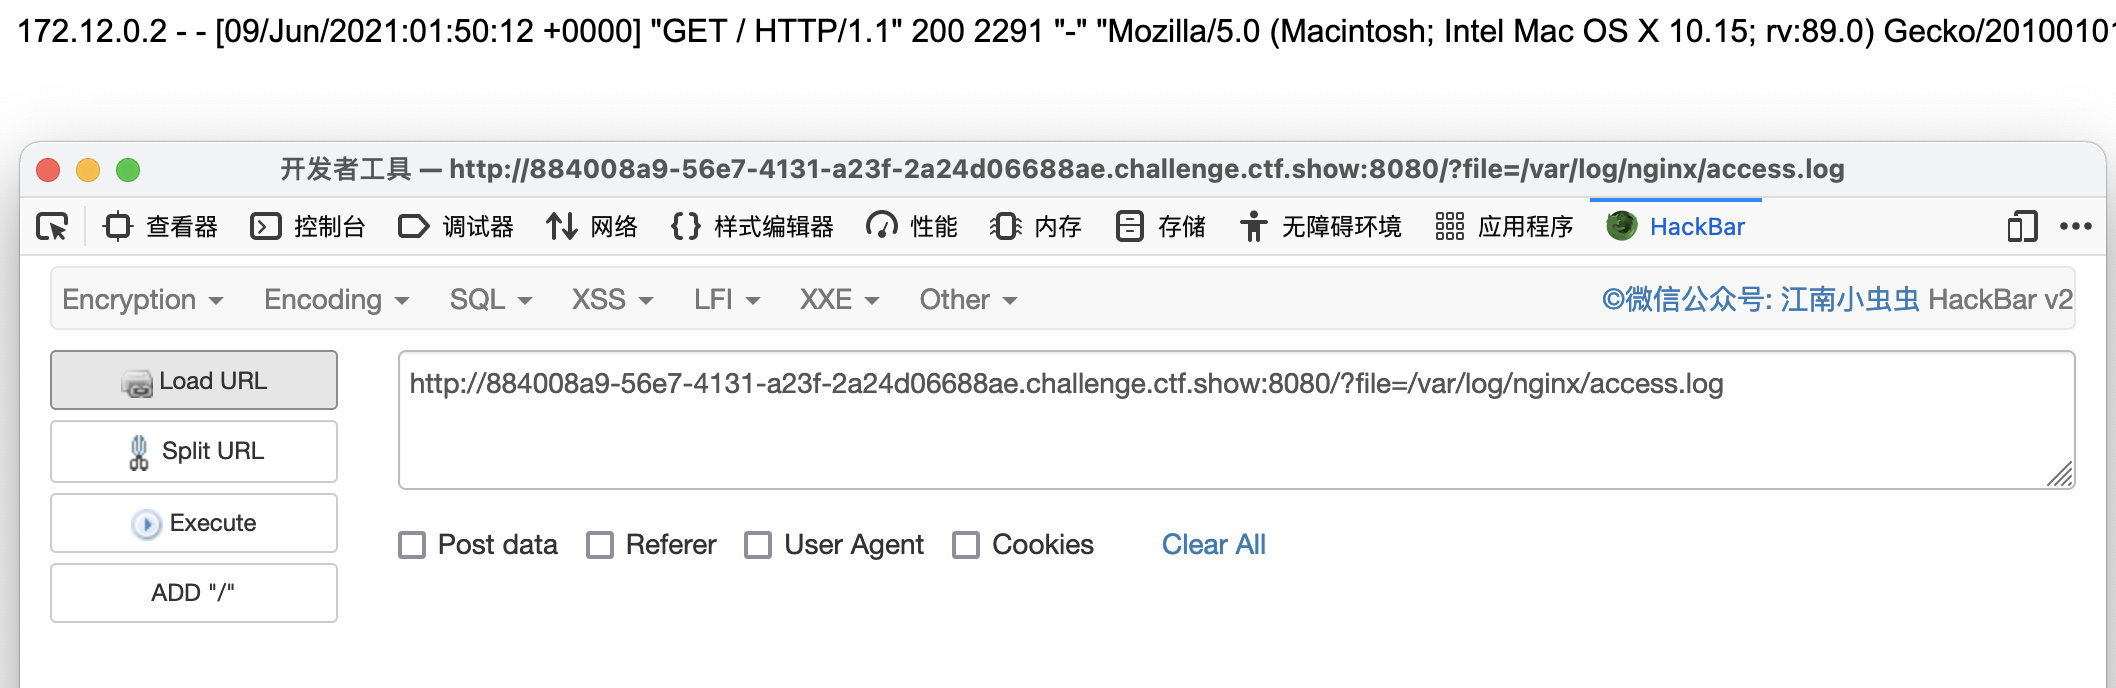 172.12.0.2 - - [09/Jun/2021:01:50:12 +0000] "GET / HTTP/1.1" 200 2291 "-" "Mozilla/5.0 (Macintosh; Intel Mac OS X 10.15; rv:89.0) Gecko/2010010
开发者工具 — http://884008a9-56e7-4131-a23f-2a24d06688ae.challenge.ctf.show:8080/?file=/var/log/nginx/access.log
查看器 控制台 调试器 网络 样式编辑器 性能 内存 存储 无障碍环境 应用程序 HackBar
Encryption Encoding SQL XSS LFI XXE Other ©微信公众号: 江南小虫虫 HackBar v2
Load URL
http://884008a9-56e7-4131-a23f-2a24d06688ae.challenge.ctf.show:8080/?file=/var/log/nginx/access.log
Split URL
Execute
Post data Referer User Agent Cookies Clear All
ADD "/"